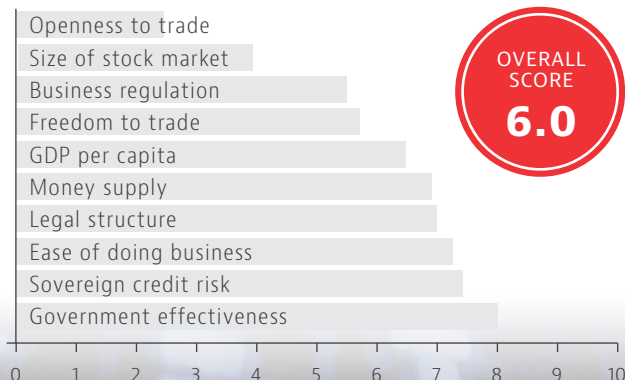 Openness to trade
Size of stock market
Business regulation
Freedom to trade
GDP per capita
Money supply
Legal structure
Ease of doing business
Sovereign credit risk
Government effectiveness
0 1 2 3 4 5 6 7 8 9 10
OVERALL
SCORE
6.0